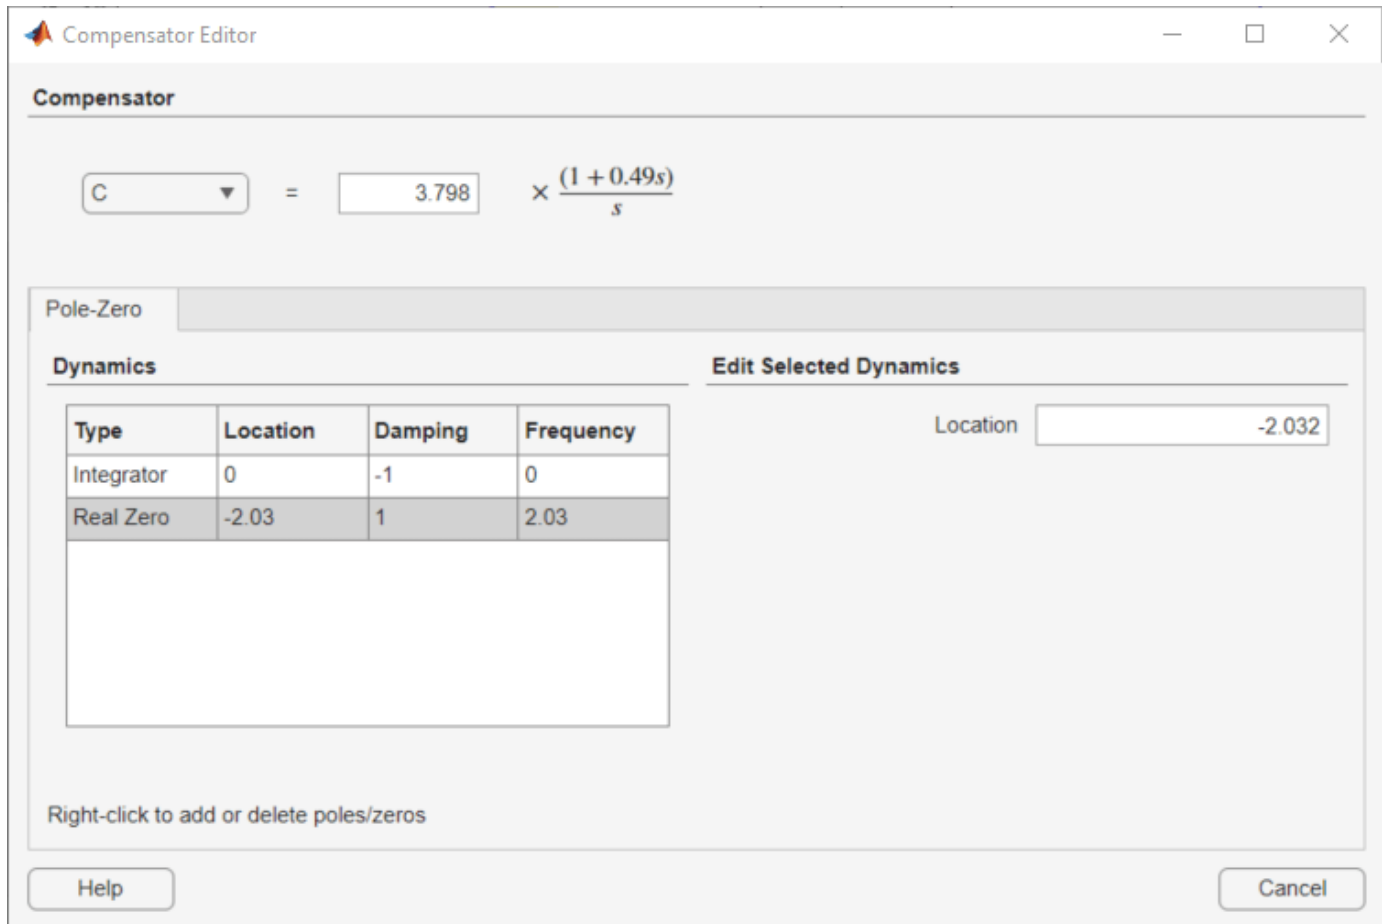 Compensator Editor
Compensator
C = 3.798 × (1 + 0.49s) / s
Pole-Zero
Dynamics
Type Location Damping Frequency
Integrator 0 -1 0
Real Zero -2.03 1 2.03
Edit Selected Dynamics
Location -2.032
Right-click to add or delete poles/zeros
Help Cancel